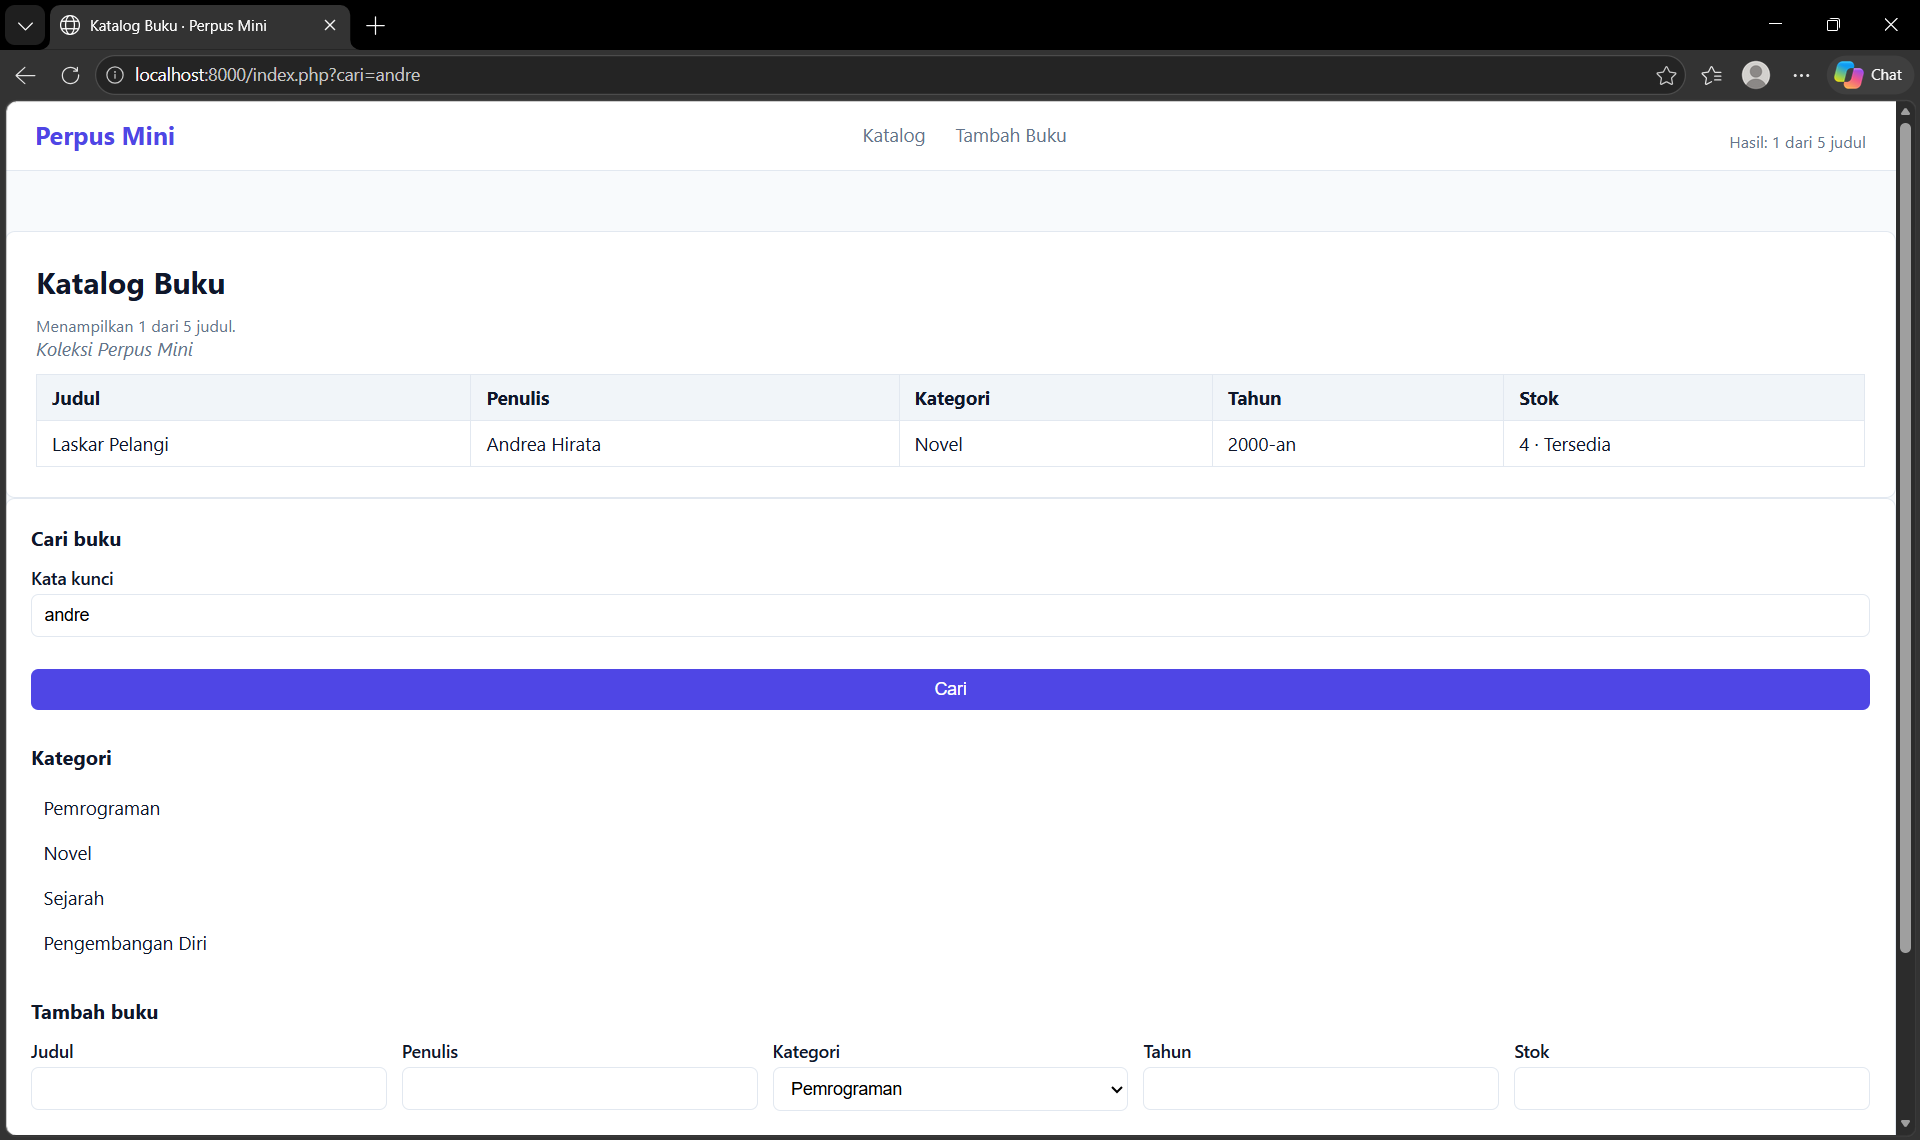 Katalog Buku · Perpus Mini
localhost:8000/index.php?cari=andre
Chat
Perpus Mini
Katalog
Tambah Buku
Hasil: 1 dari 5 judul
Katalog Buku
Menampilkan 1 dari 5 judul.
Koleksi Perpus Mini
Judul Penulis Kategori Tahun Stok
Laskar Pelangi Andrea Hirata Novel 2000-an 4 · Tersedia
Cari buku
Kata kunci
andre
Cari
Kategori
Pemrograman
Novel
Sejarah
Pengembangan Diri
Tambah buku
Judul Penulis Kategori Tahun Stok
Pemrograman